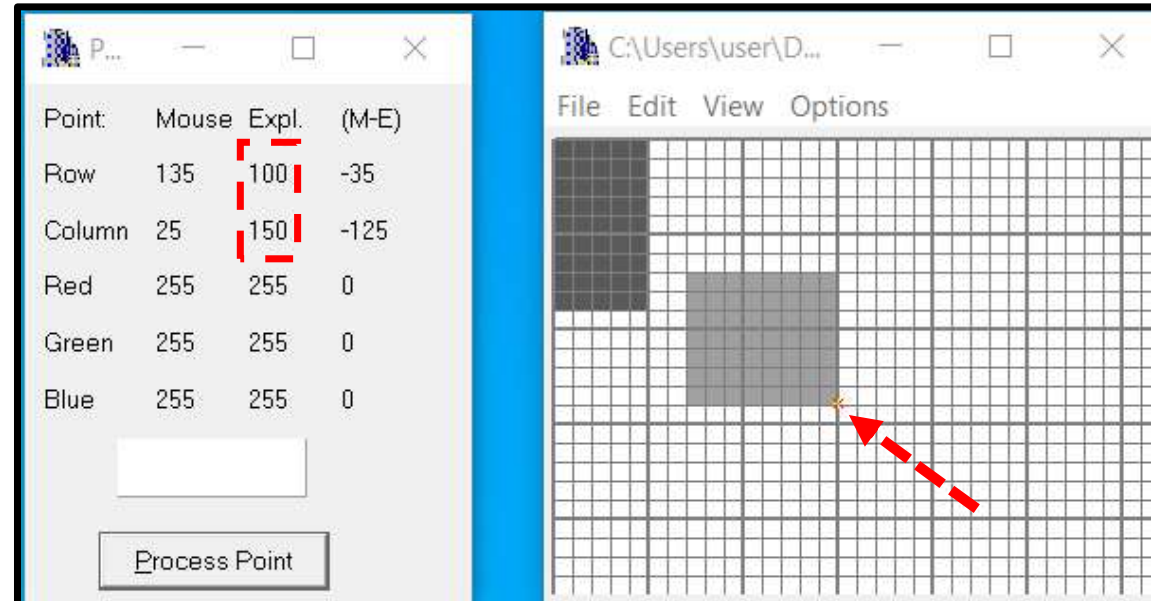 P...
Point: Mouse Expl. (M-E)
Row 135 100 -35
Column 25 150 -125
Red 255 255 0
Green 255 255 0
Blue 255 255 0
Process Point
C:\Users\user\D...
File Edit View Options